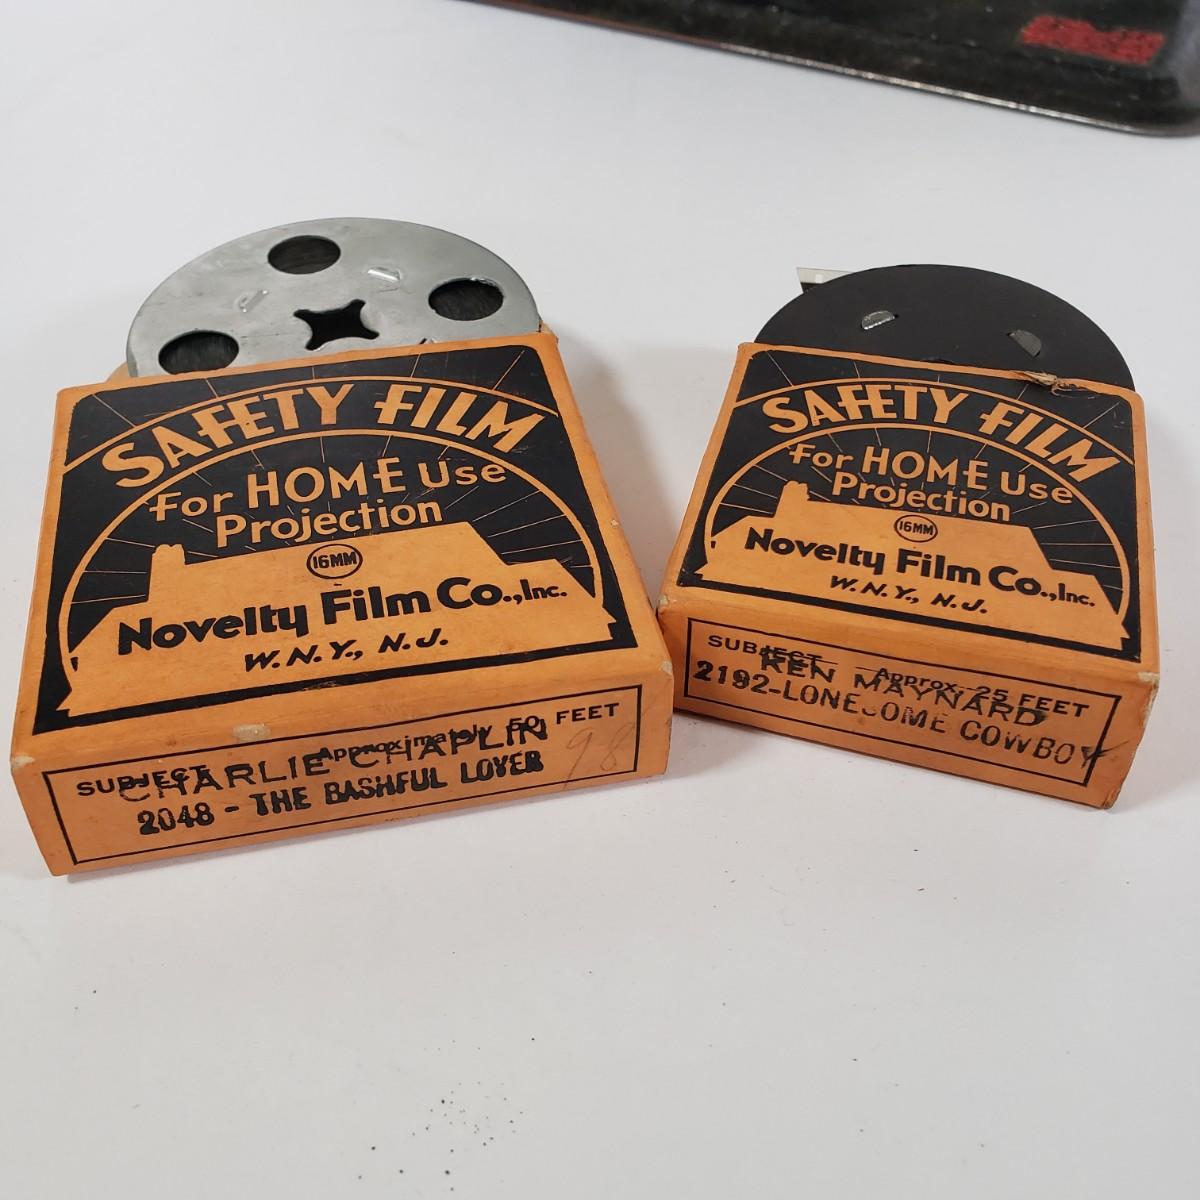 SAFETY FILM
For HOME Use
Projection
16MM
Novelty Film Co., Inc.
W.N.Y., N.J.
SUBJECT Approximately 50 FEET
CHARLIE CHAPLIN
2048 - THE BASHFUL LOVER
98
SAFETY FILM
For HOME Use
Projection
16MM
Novelty Film Co., Inc.
W.N.Y., N.J.
SUBJECT Approx. 25 FEET
KEN MAYNARD
2192-LONESOME COWBOY